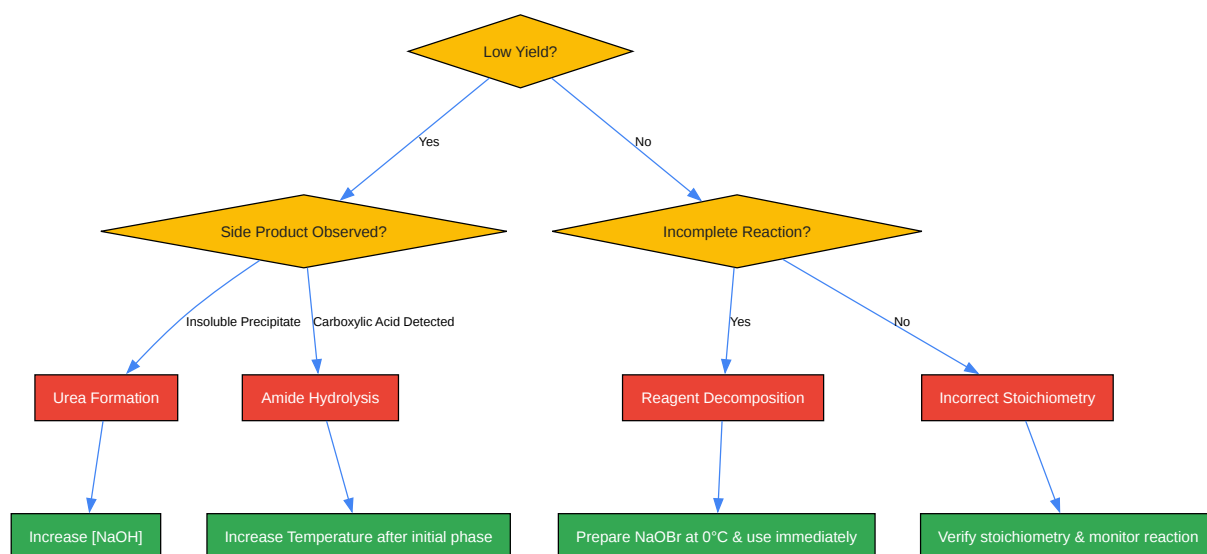 Low Yield?
Yes
No
Side Product Observed?
Incomplete Reaction?
Insoluble Precipitate
Carboxylic Acid Detected
Yes
No
Urea Formation
Amide Hydrolysis
Reagent Decomposition
Incorrect Stoichiometry
Increase [NaOH]
Increase Temperature after initial phase
Prepare NaOBr at 0°C & use immediately
Verify stoichiometry & monitor reaction